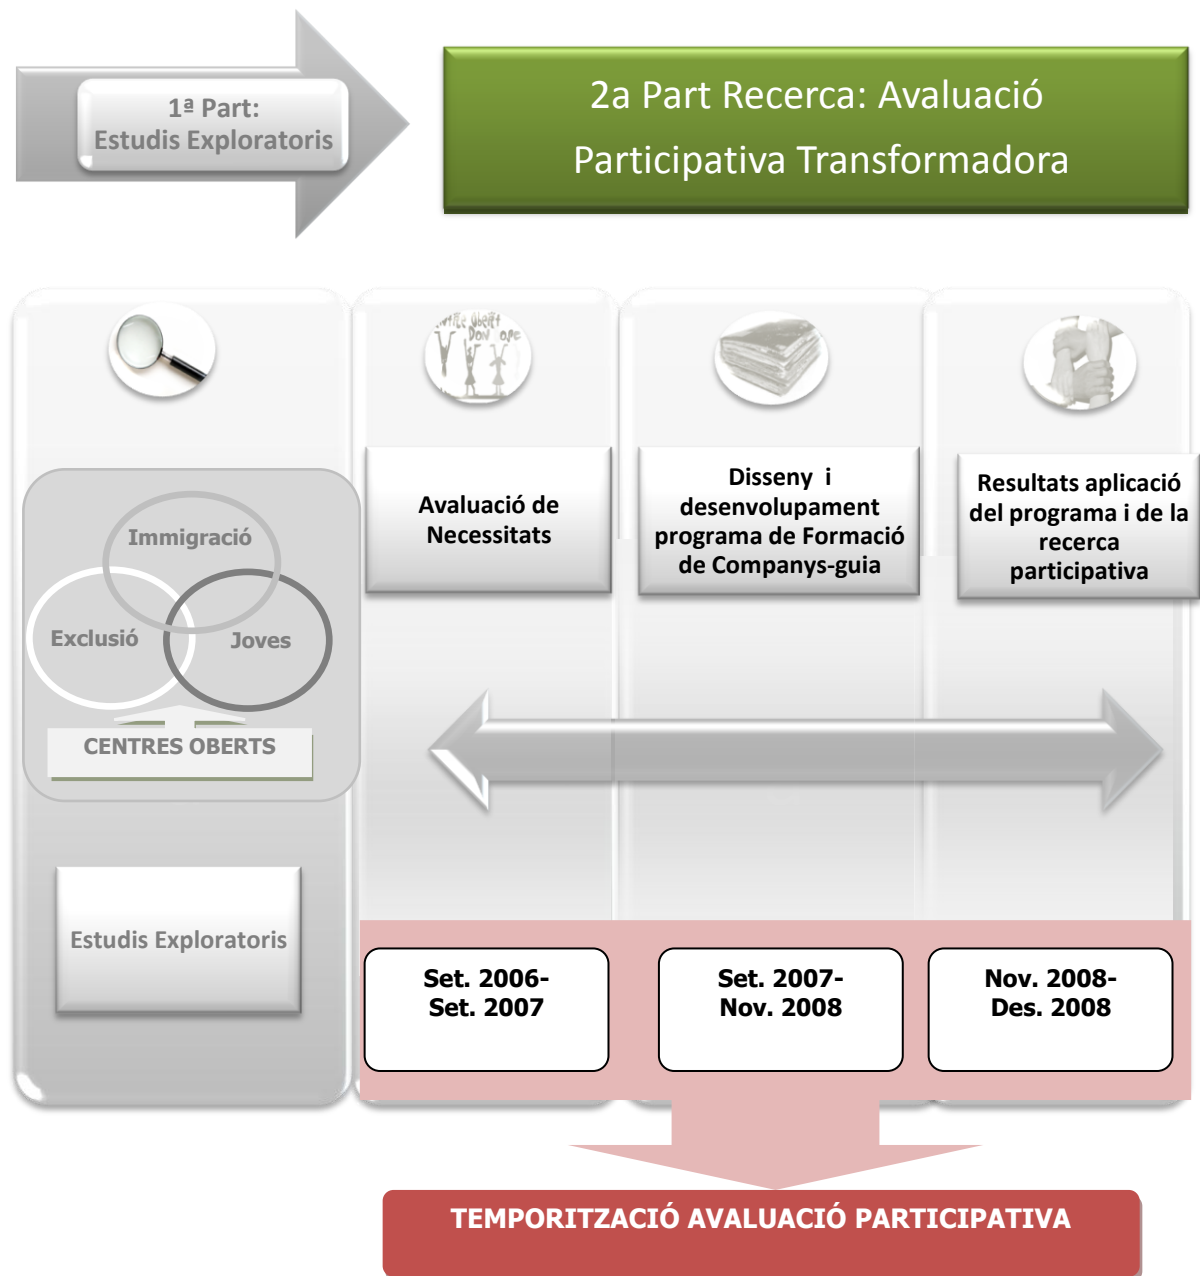 1ª Part:
Estudis Exploratoris
2a Part Recerca: Avaluació
Participativa Transformadora
Immigració
Exclusió
Joves
CENTRES OBERTS
Estudis Exploratoris
Avaluació de
Necessitats
Disseny i
desenvolupament
programa de Formació
de Companys-guia
Resultats aplicació
del programa i de la
recerca
participativa
Set. 2006-
Set. 2007
Set. 2007-
Nov. 2008
Nov. 2008-
Des. 2008
TEMPORITZACIÓ AVALUACIÓ PARTICIPATIVA